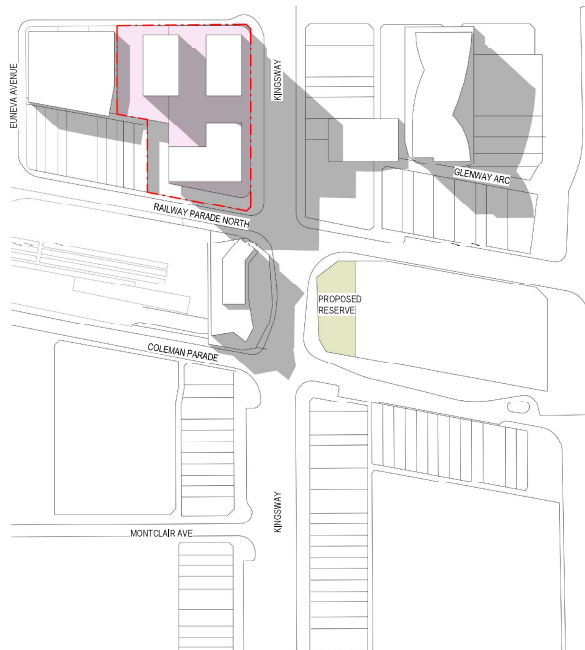 EUNEVA AVENUE
KINGSWAY
GLENWAY ARC
RAILWAY PARADE NORTH
PROPOSED
RESERVE
COLEMAN PARADE
KINGSWAY
MONTCLAIR AVE